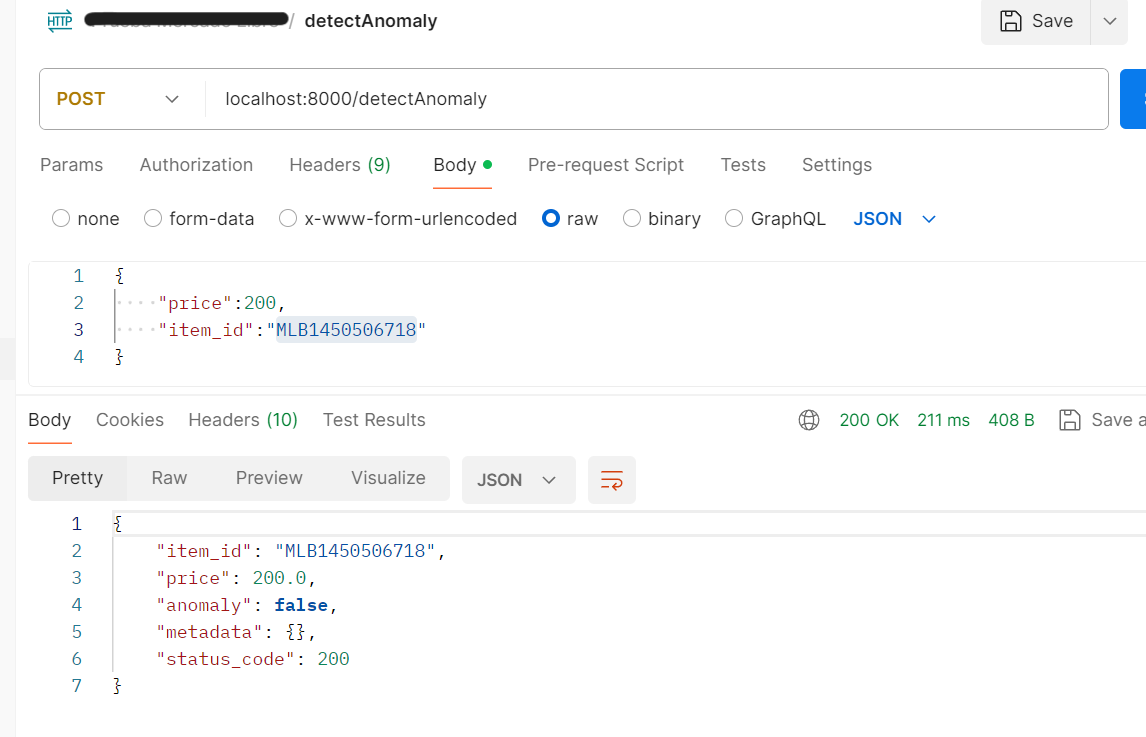 HTTP / detectAnomaly Save
POST localhost:8000/detectAnomaly
Params Authorization Headers (9) Body Pre-request Script Tests Settings
none form-data x-www-form-urlencoded raw binary GraphQL JSON
1 {
2 ····"price":200,
3 ····"item_id":"MLB1450506718"
4 }
Body Cookies Headers (10) Test Results 200 OK 211 ms 408 B Save a
Pretty Raw Preview Visualize JSON
1 {
2 "item_id": "MLB1450506718",
3 "price": 200.0,
4 "anomaly": false,
5 "metadata": {},
6 "status_code": 200
7 }